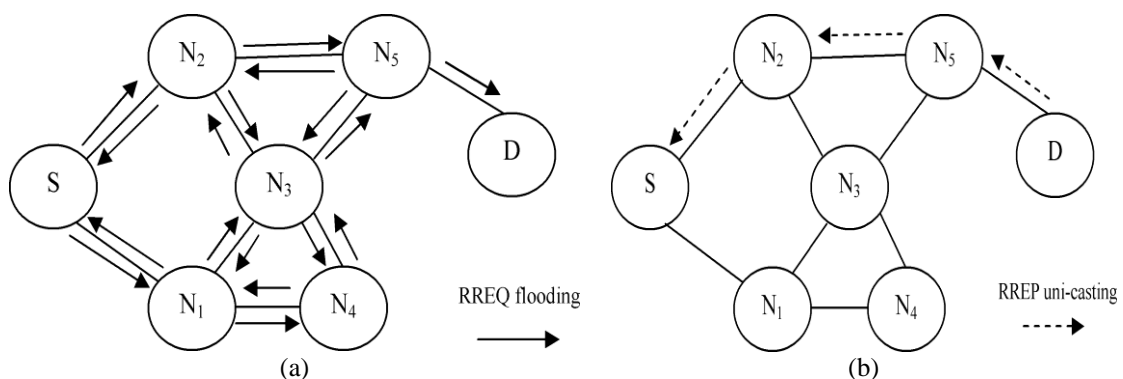 N2
N5
D
S
N3
N1
N4
RREQ flooding
(a)
N2
N5
D
S
N3
N1
N4
RREP uni-casting
(b)